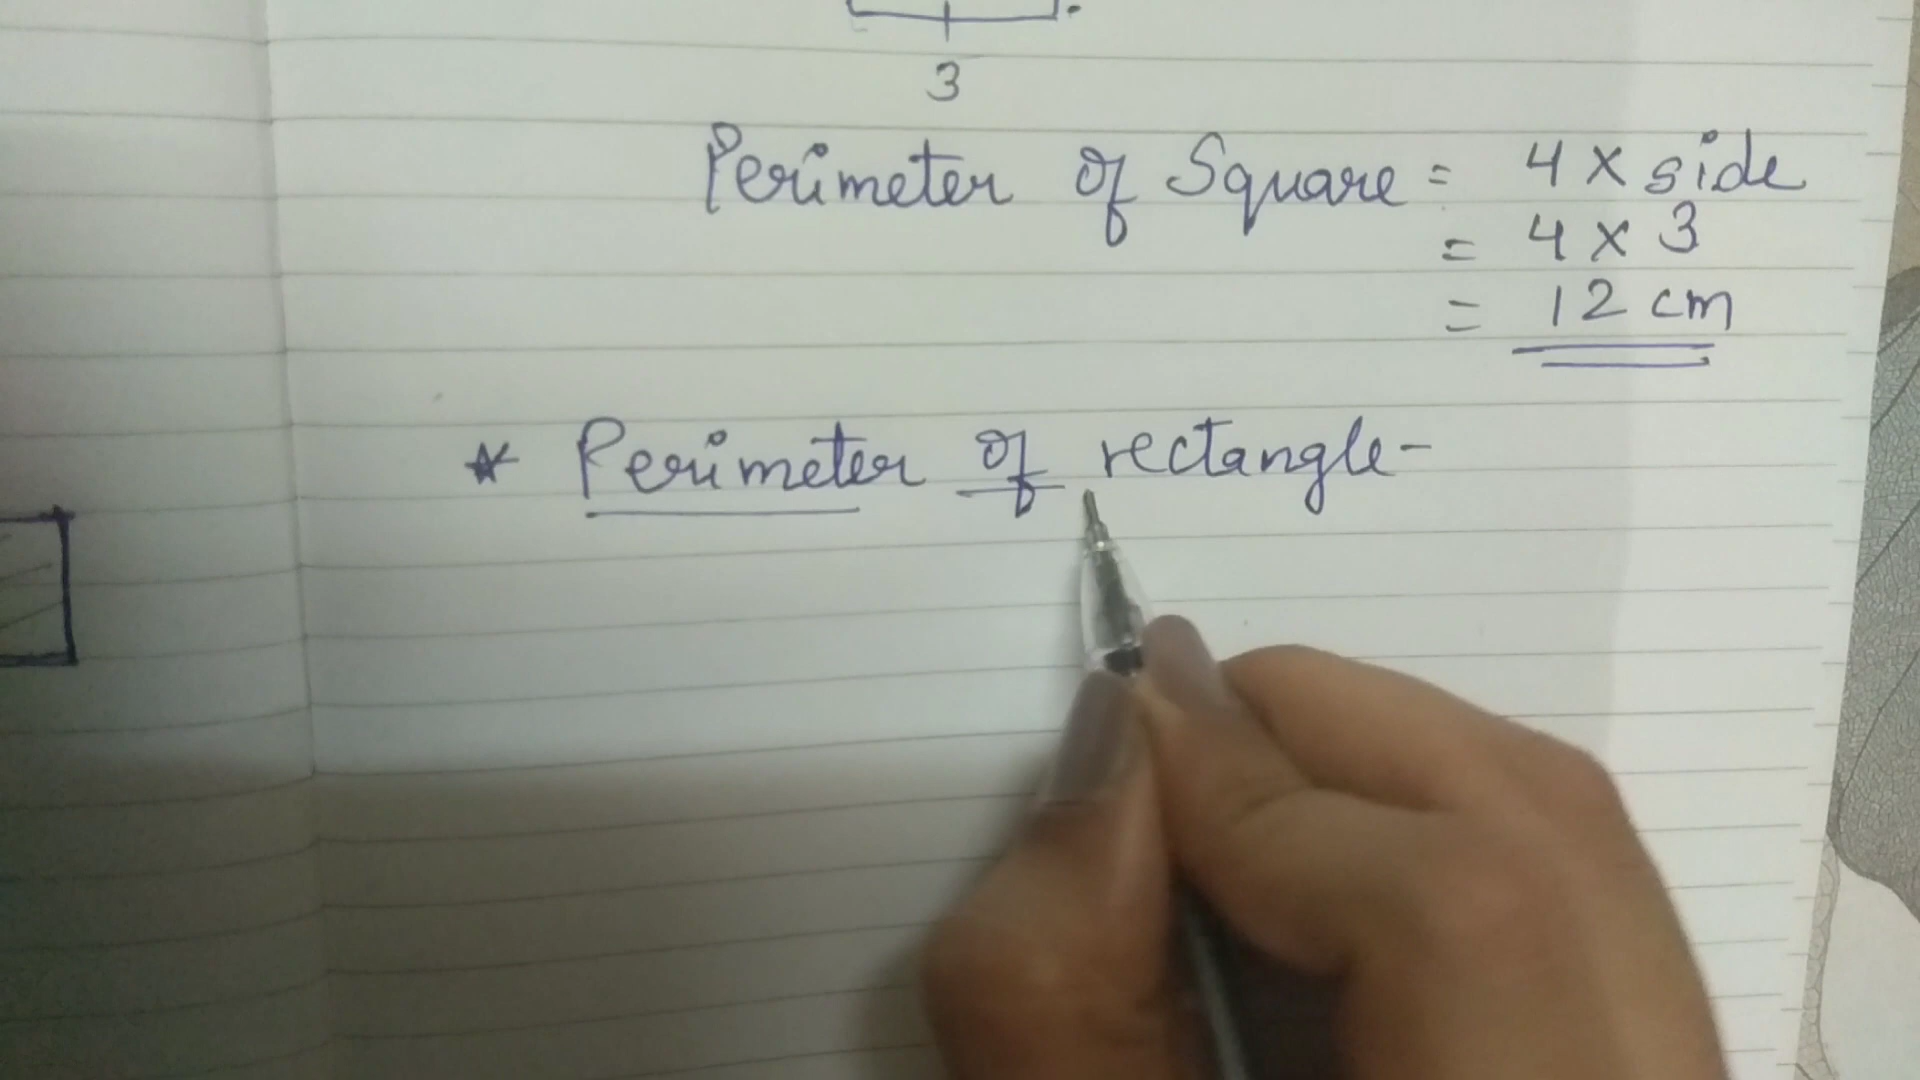 3
Perimeter of Square = 4 × side
= 4 × 3
= 12 cm
* Perimeter of rectangle-